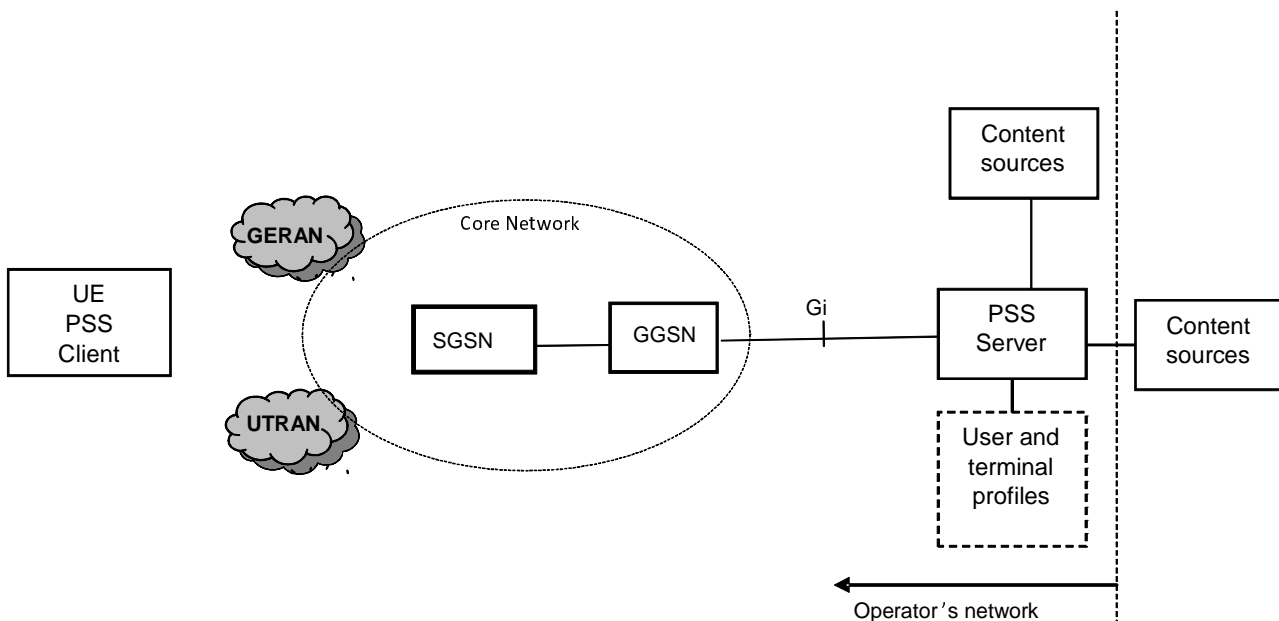 Content
sources
GERAN
Core Network
UE
PSS
Client
SGSN
GGSN
Gi
PSS
Server
Content
sources
UTRAN
User and
terminal
profiles
Operator’s network